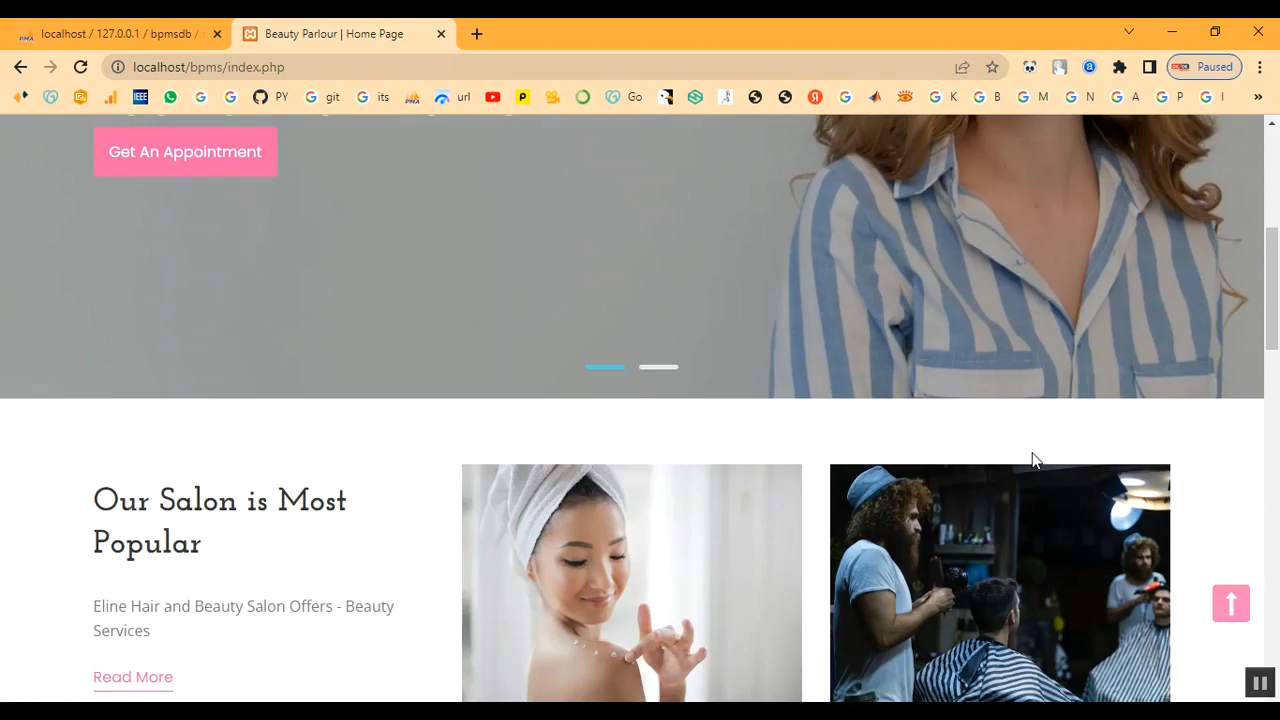 localhost / 127.0.0.1 / bpmsdb /
Beauty Parlour | Home Page
localhost/bpms/index.php
Paused
IEEE
PY
git
its
PMA
url
Go
K
B
M
N
A
P
I
»
Get An Appointment
Our Salon is Most
Popular
Eline Hair and Beauty Salon Offers - Beauty
Services
Read More